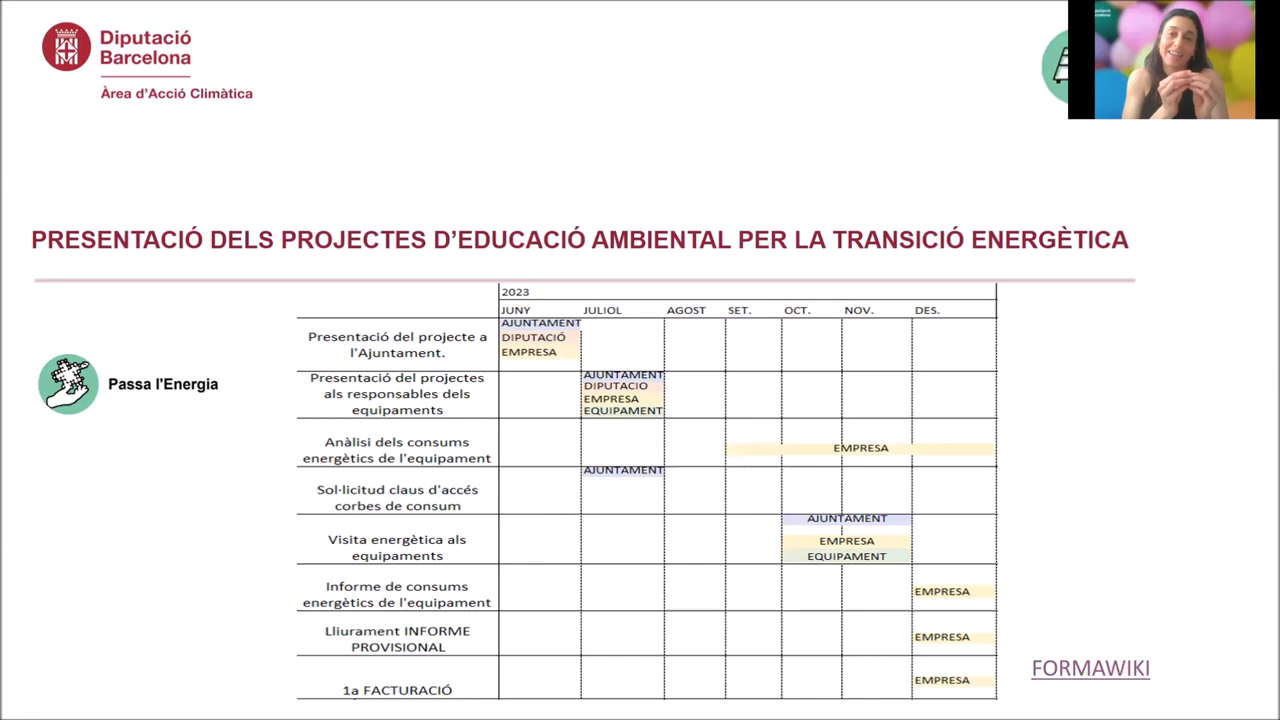 Diputació
Barcelona
Àrea d'Acció Climàtica
PRESENTACIÓ DELS PROJECTES D'EDUCACIÓ AMBIENTAL PER LA TRANSICIÓ ENERGÈTICA
Passa l'Energia
2023
JUNY JULIOL AGOST SET. OCT. NOV. DES.
Presentació del projecte a
l'Ajuntament.
AJUNTAMENT
DIPUTACIÓ
EMPRESA
Presentació del projectes
als responsables dels
equipaments
AJUNTAMENT
DIPUTACIO
EMPRESA
EQUIPAMENT
Anàlisi dels consums
energètics de l'equipament
EMPRESA
Sol·licitud claus d'accés
corbes de consum
AJUNTAMENT
Visita energètica als
equipaments
AJUNTAMENT
EMPRESA
EQUIPAMENT
Informe de consums
energètics de l'equipament
EMPRESA
Lliurament INFORME
PROVISIONAL
EMPRESA
1a FACTURACIÓ
EMPRESA
FORMAWIKI